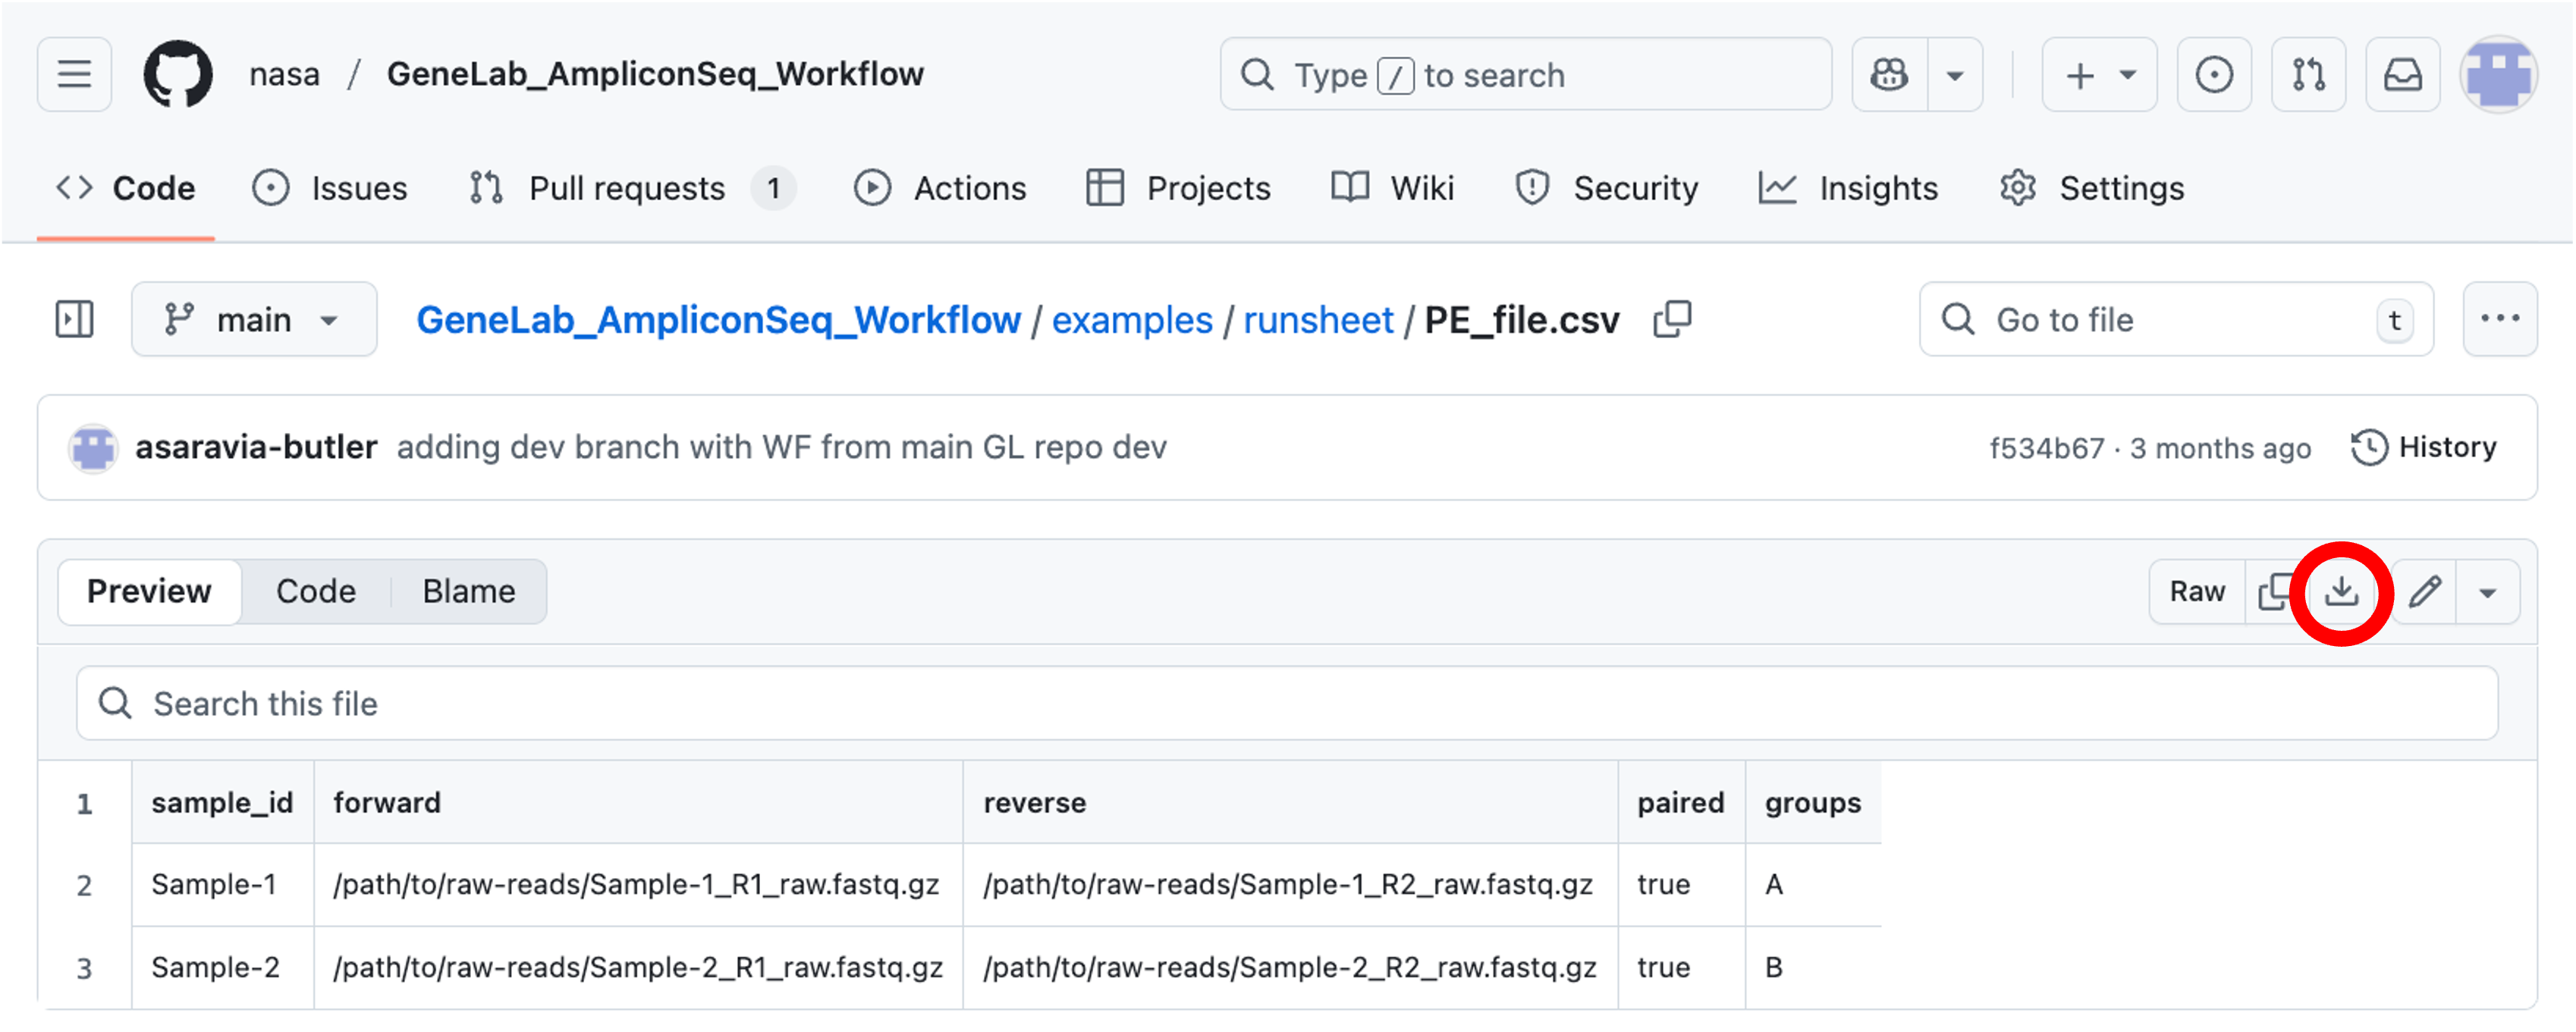 nasa / GeneLab_AmpliconSeq_Workflow Type / to search
Code Issues Pull requests 1 Actions Projects Wiki Security Insights Settings
main GeneLab_AmpliconSeq_Workflow / examples / runsheet / PE_file.csv Go to file t
asaravia-butler adding dev branch with WF from main GL repo dev f534b67 · 3 months ago History
Preview Code Blame Raw
Search this file
1 sample_id forward reverse paired groups
2 Sample-1 /path/to/raw-reads/Sample-1_R1_raw.fastq.gz /path/to/raw-reads/Sample-1_R2_raw.fastq.gz true A
3 Sample-2 /path/to/raw-reads/Sample-2_R1_raw.fastq.gz /path/to/raw-reads/Sample-2_R2_raw.fastq.gz true B